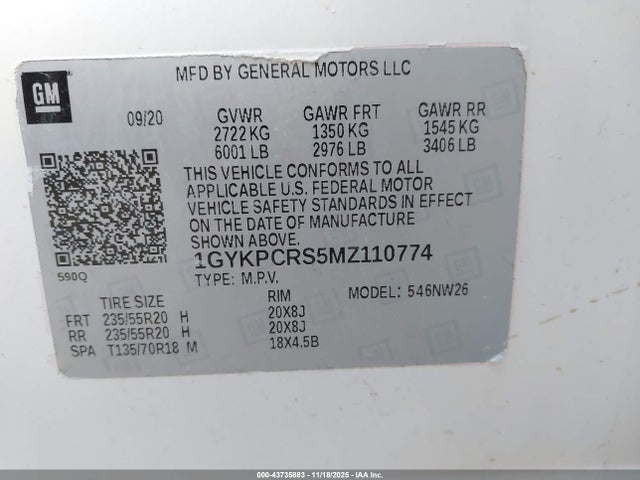 MFD BY GENERAL MOTORS LLC
GM
09/20 GVWR GAWR FRT GAWR RR
2722 KG 1350 KG 1545 KG
6001 LB 2976 LB 3406 LB
THIS VEHICLE CONFORMS TO ALL
APPLICABLE U.S. FEDERAL MOTOR
VEHICLE SAFETY STANDARDS IN EFFECT
ON THE DATE OF MANUFACTURE
SHOWN ABOVE.
1GYKPCRS5MZ110774
590Q
TYPE: M.P.V.
TIRE SIZE RIM MODEL: 546NW26
FRT 235/55R20 H 20X8J
RR 235/55R20 H 20X8J
SPA T135/70R18 M 18X4.5B
000-43735883 - 11/18/2025 - IAA Inc.